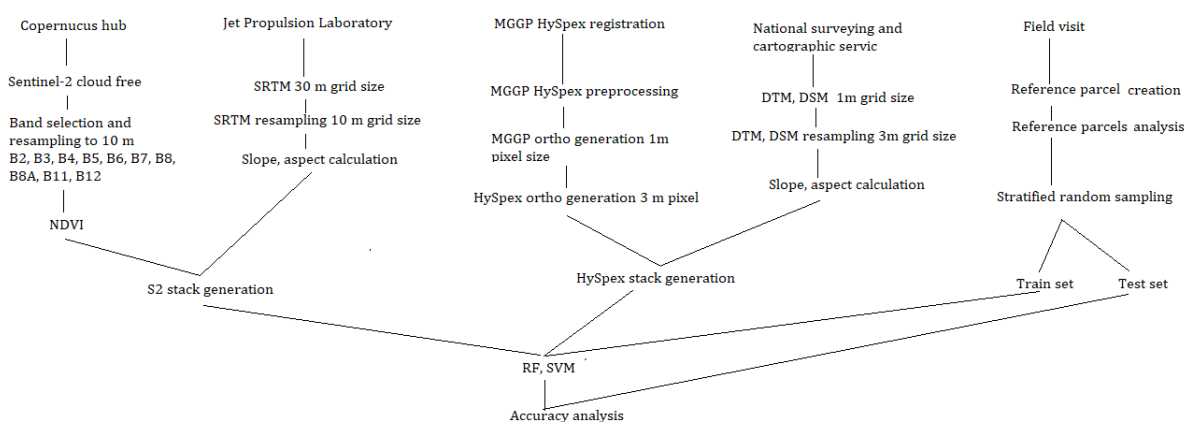 Copernucus hub
Sentinel-2 cloud free
Band selection and
resampling to 10 m
B2, B3, B4, B5, B6, B7, B8,
B8A, B11, B12
NDVI
Jet Propulsion Laboratory
SRTM 30 m grid size
SRTM resampling 10 m grid size
Slope, aspect calculation
S2 stack generation
MGGP HySpex registration
MGGP HySpex preprocessing
MGGP ortho generation 1m
pixel size
HySpex ortho generation 3 m pixel
National surveying and
cartographic servic
DTM, DSM 1m grid size
DTM, DSM resampling 3m grid size
Slope, aspect calculation
HySpex stack generation
Field visit
Reference parcel creation
Reference parcels analysis
Stratified random sampling
Train set
Test set
RF, SVM
Accuracy analysis